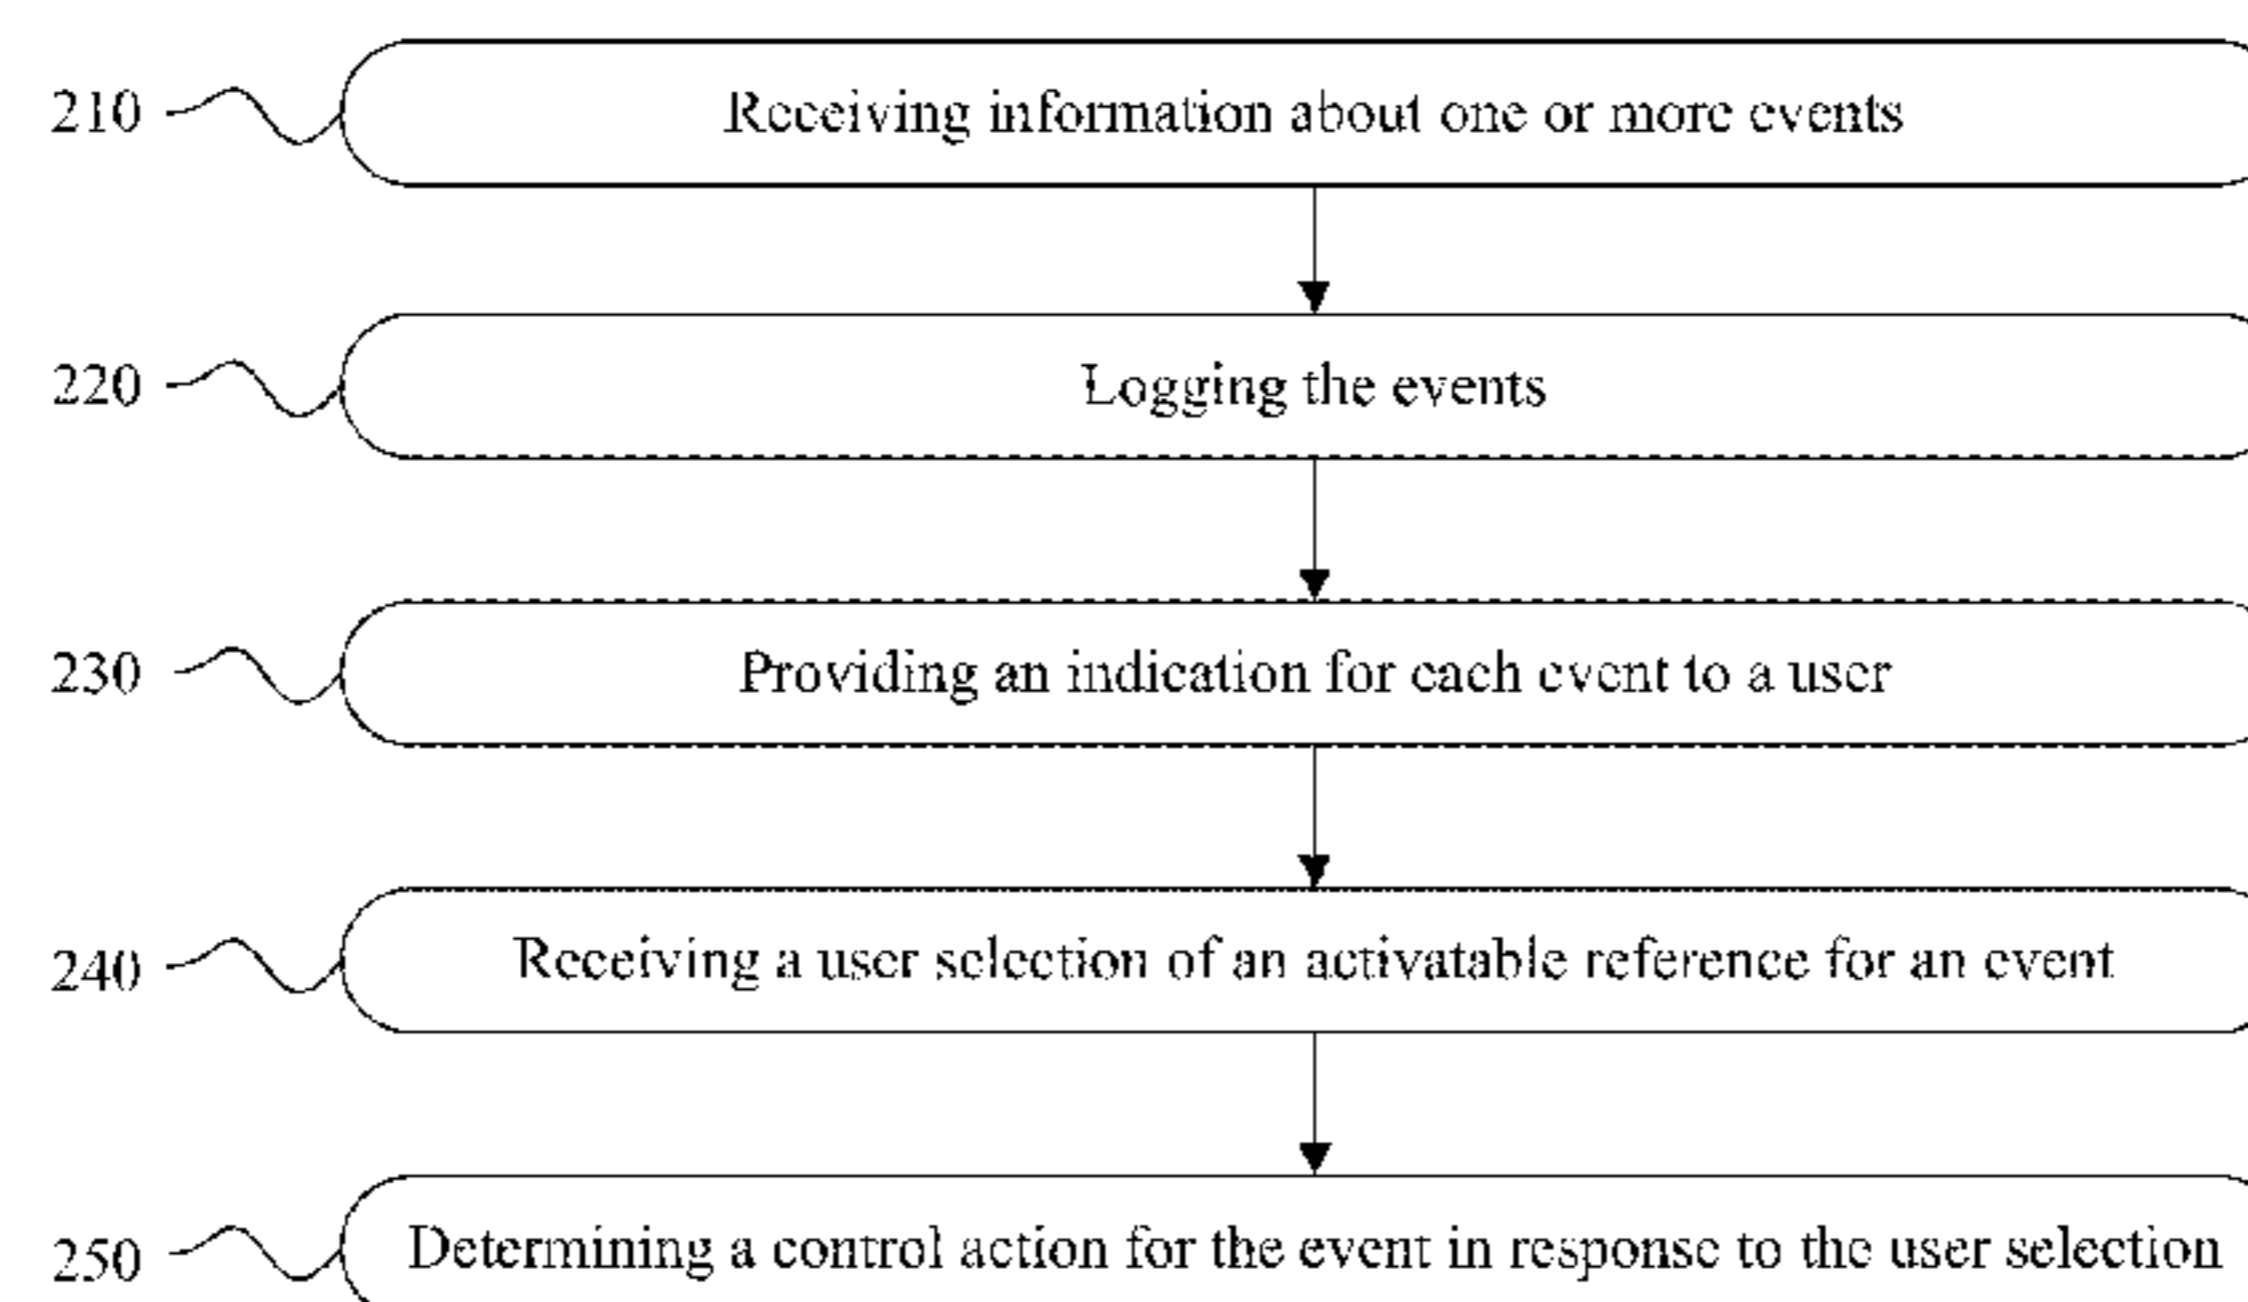 210 Receiving information about one or more events
220 Logging the events
230 Providing an indication for each event to a user
240 Receiving a user selection of an activatable reference for an event
250 Determining a control action for the event in response to the user selection